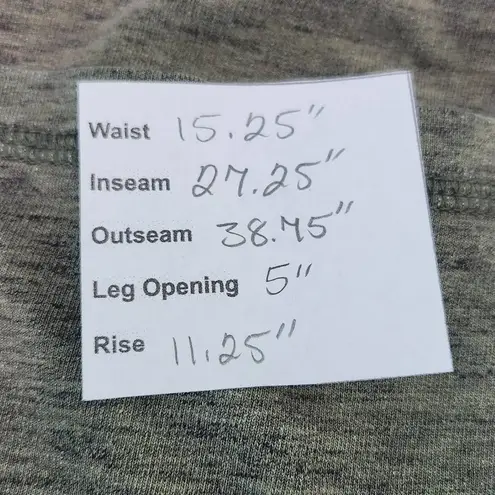 Waist 15.25"
Inseam 27.25"
Outseam 38.75"
Leg Opening 5"
Rise 11.25"